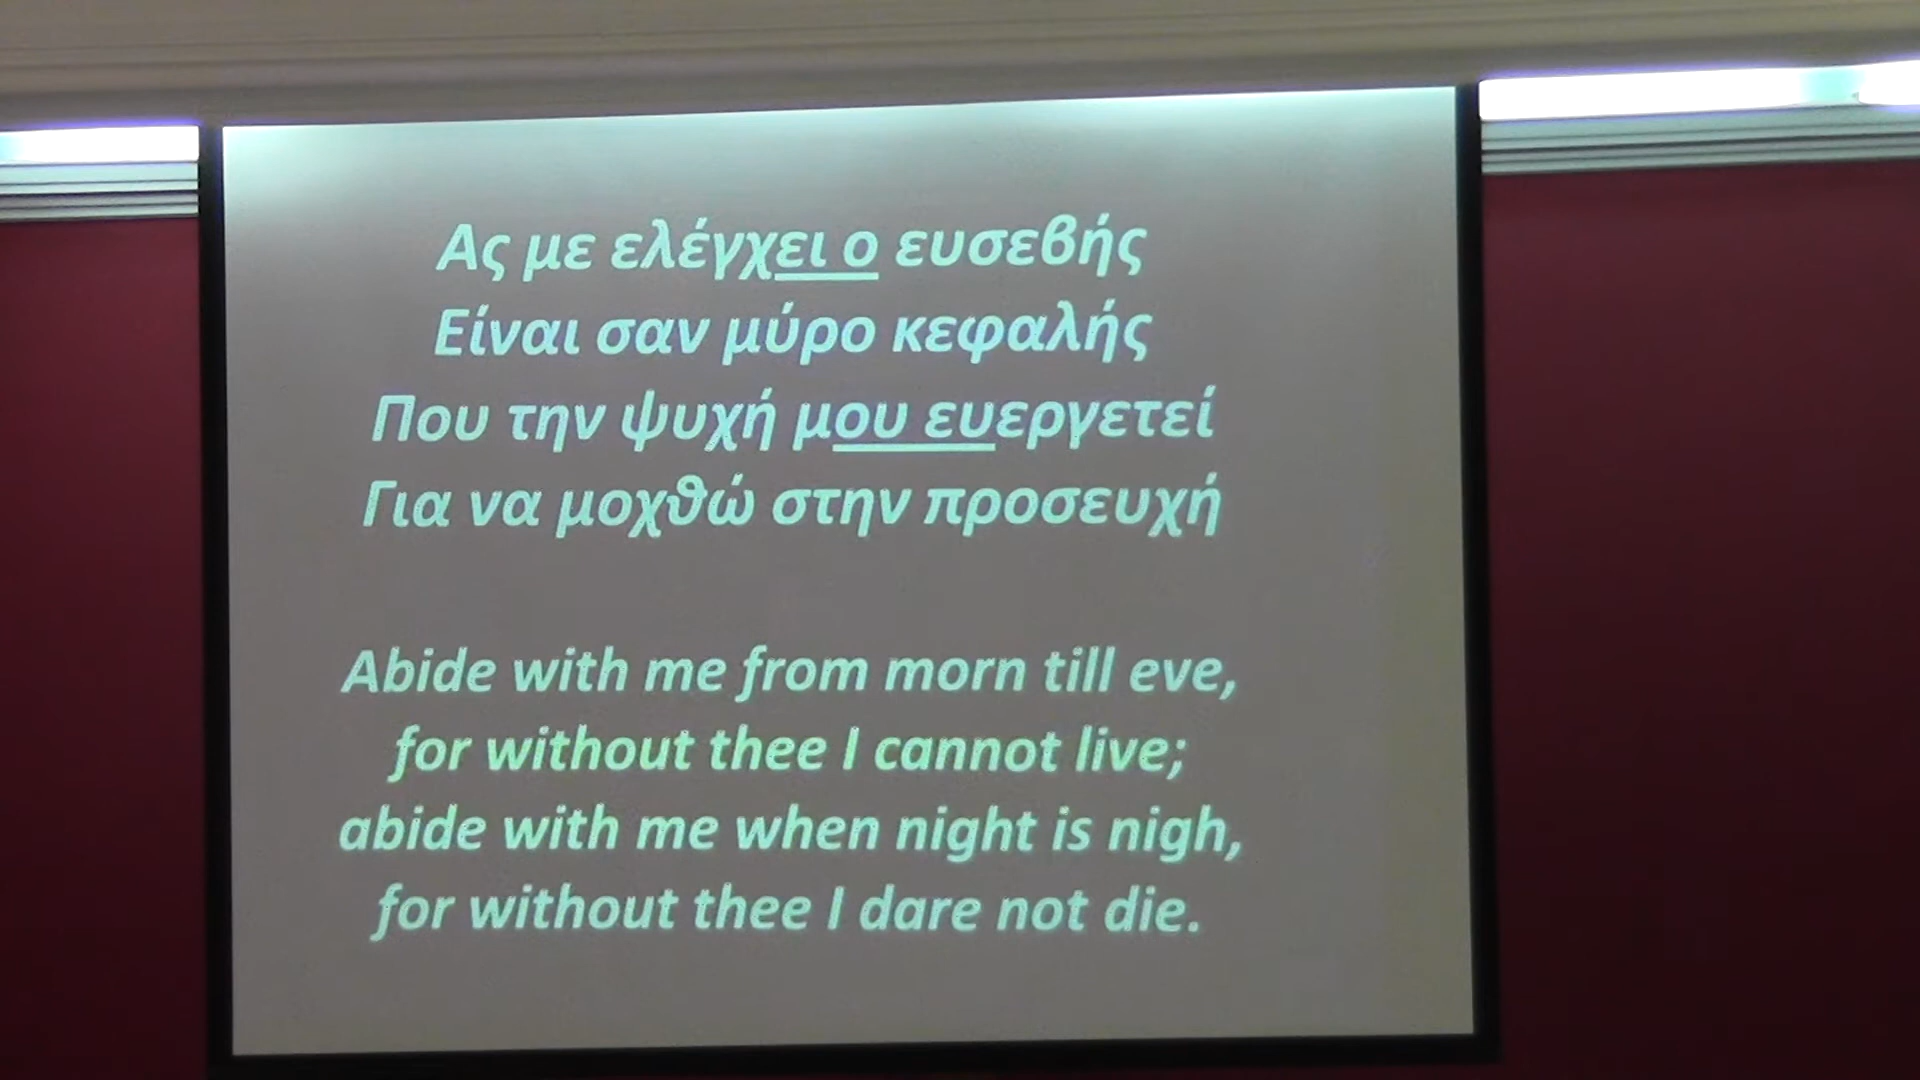 Ας με ελέγχει ο ευσεβής
Είναι σαν μύρο κεφαλής
Που την ψυχή μου ευεργετεί
Για να μοχθώ στην προσευχή
Abide with me from morn till eve,
for without thee I cannot live;
abide with me when night is nigh,
for without thee I dare not die.